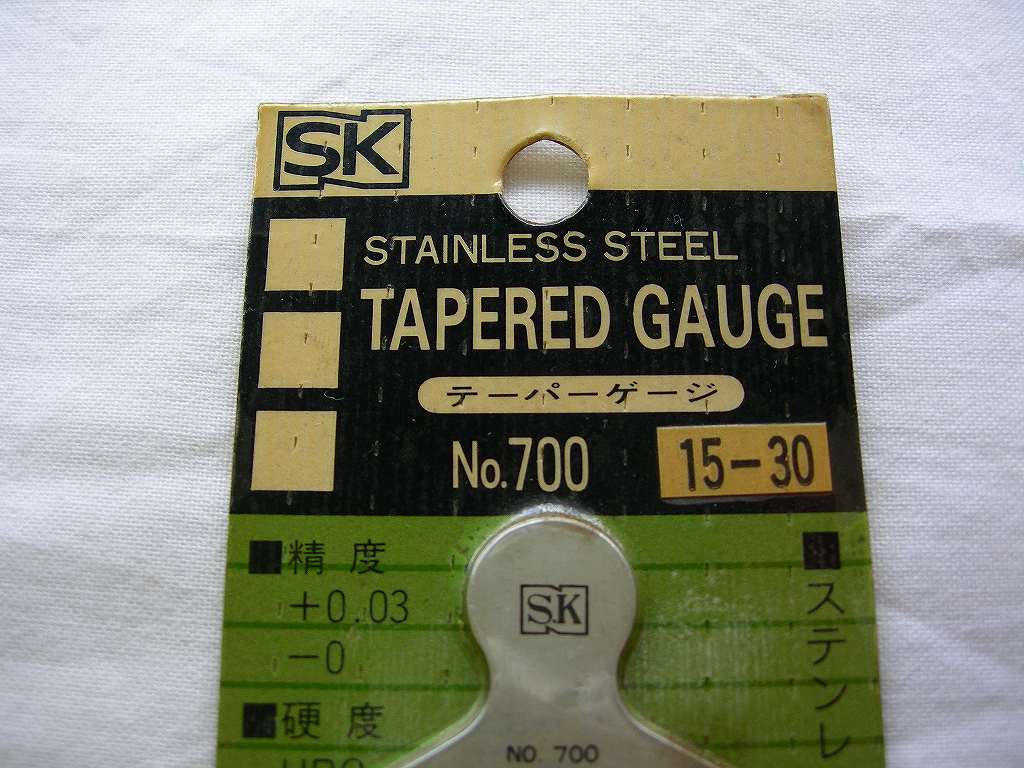 SK
STAINLESS STEEL
TAPERED GAUGE
テーパーゲージ
No.700
15-30
■精度
+0.03
-0
■硬度
SK
NO. 700
■ステンレ